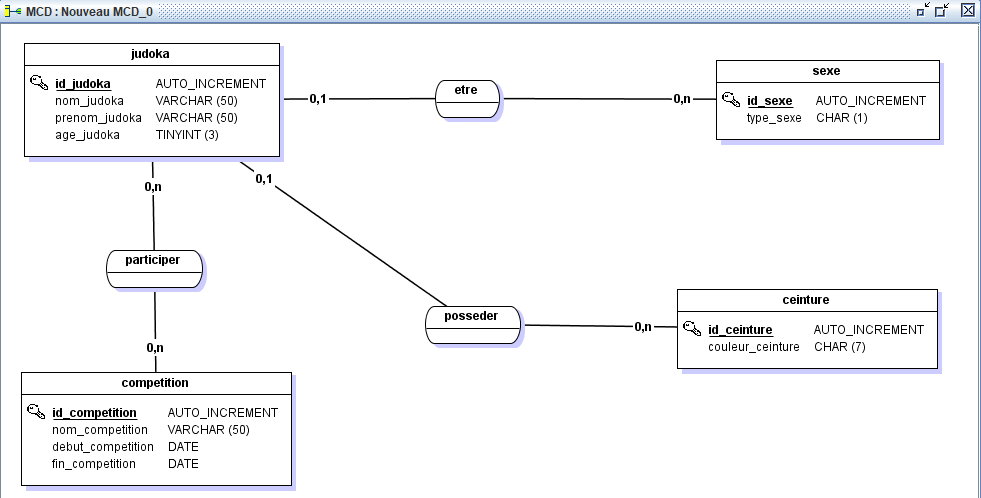 MCD : Nouveau MCD_0
judoka
id_judoka AUTO_INCREMENT
nom_judoka VARCHAR (50)
prenom_judoka VARCHAR (50)
age_judoka TINYINT (3)
0,1
etre
0,n
sexe
id_sexe AUTO_INCREMENT
type_sexe CHAR (1)
0,n
0,1
participer
posseder
0,n
ceinture
id_ceinture AUTO_INCREMENT
couleur_ceinture CHAR (7)
0,n
competition
id_competition AUTO_INCREMENT
nom_competition VARCHAR (50)
debut_competition DATE
fin_competition DATE